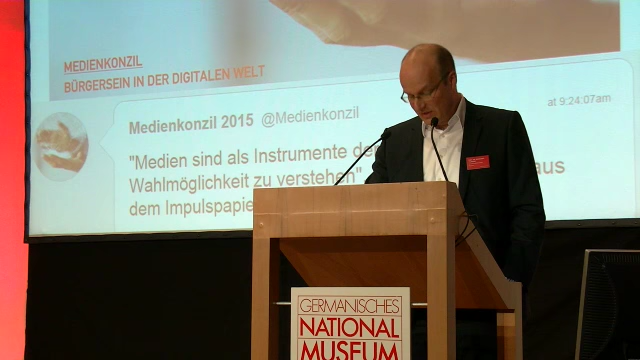 MEDIENKONZIL
BÜRGERSEIN IN DER DIGITALEN WELT
Medienkonzil 2015 @Medienkonzil
at 9:24:07am
"Medien sind als Instrumente
Wahlmöglichkeit zu verstehen" aus
dem Impulspapie
GERMANISCHES
NATIONAL
MUSEUM